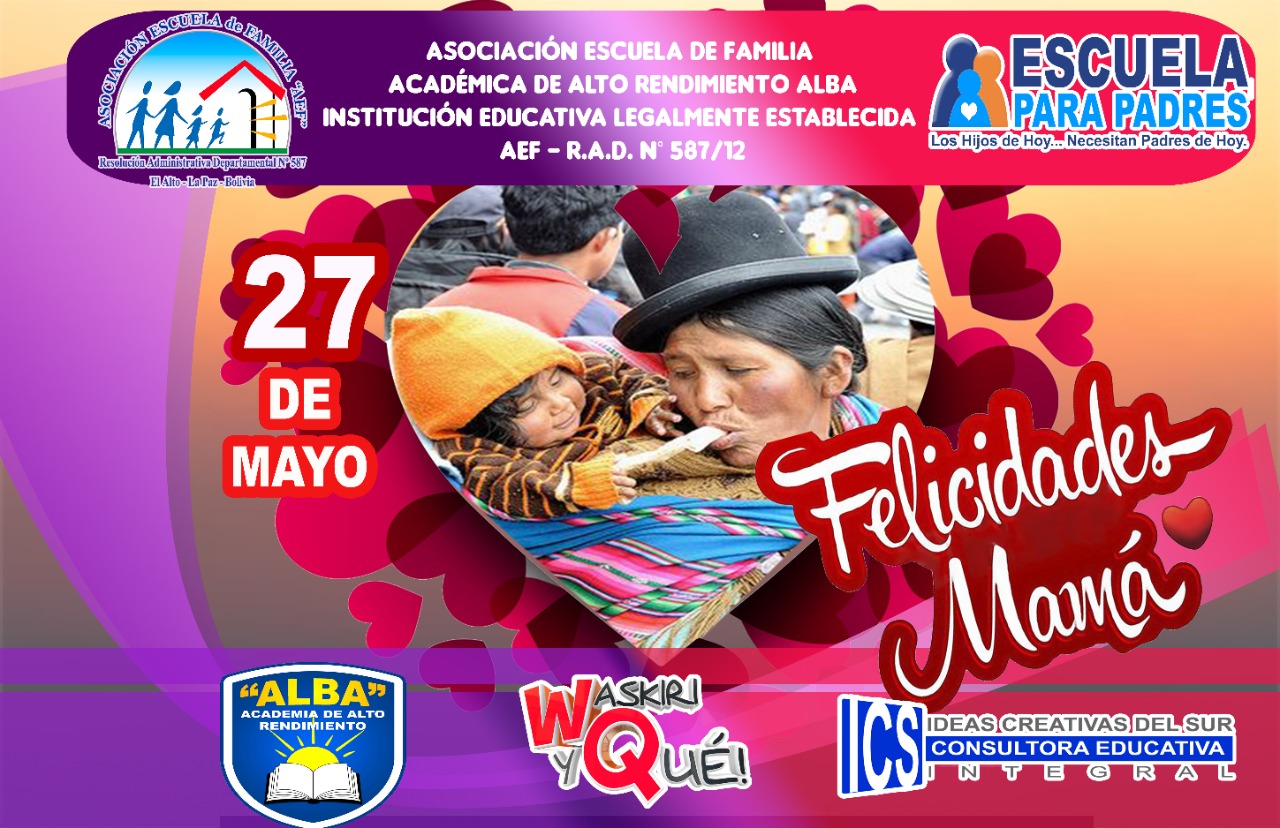 ASOCIACIÓN ESCUELA de FAMILIA "AEF"
Resolución Administrativa Departamental Nº 587
El Alto - La Paz - Bolivia
ASOCIACIÓN ESCUELA DE FAMILIA
ACADÉMICA DE ALTO RENDIMIENTO ALBA
INSTITUCIÓN EDUCATIVA LEGALMENTE ESTABLECIDA
AEF – R.A.D. N° 587/12
ESCUELA
PARA PADRES
Los Hijos de Hoy... Necesitan Padres de Hoy.
27
DE
MAYO
Felicidades
Mamá
"ALBA"
ACADEMIA DE ALTO
RENDIMIENTO
WASKIRI
Y QUÉ!
ICS
IDEAS CREATIVAS DEL SUR
CONSULTORA EDUCATIVA
INTEGRAL